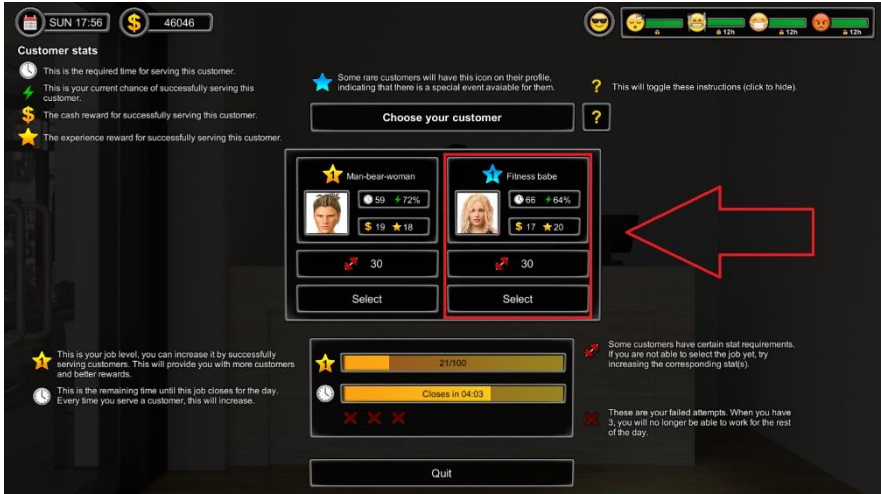 SUN 17:56
46046
12h
12h
12h
Customer stats
This is the required time for serving this customer.
This is your current chance of successfully serving this
customer.
The cash reward for successfully serving this customer.
The experience reward for successfully serving this customer.
Some rare customers will have this icon on their profile,
indicating that there is a special event avaiable for them.
? This will toggle these instructions (click to hide).
Choose your customer
?
1 Man-bear-woman
59 72%
$ 19 18
30
Select
1 Fitness babe
66 64%
$ 17 20
30
Select
1 This is your job level, you can increase it by successfully
serving customers. This will provide you with more customers
and better rewards.
This is the remaining time until this job closes for the day.
Every time you serve a customer, this will increase.
1 21/100
Closes in 04:03
Some customers have certain stat requirements.
If you are not able to select the job yet, try
increasing the corresponding stat(s).
These are your failed attempts. When you have
3, you will no longer be able to work for the rest
of the day.
Quit